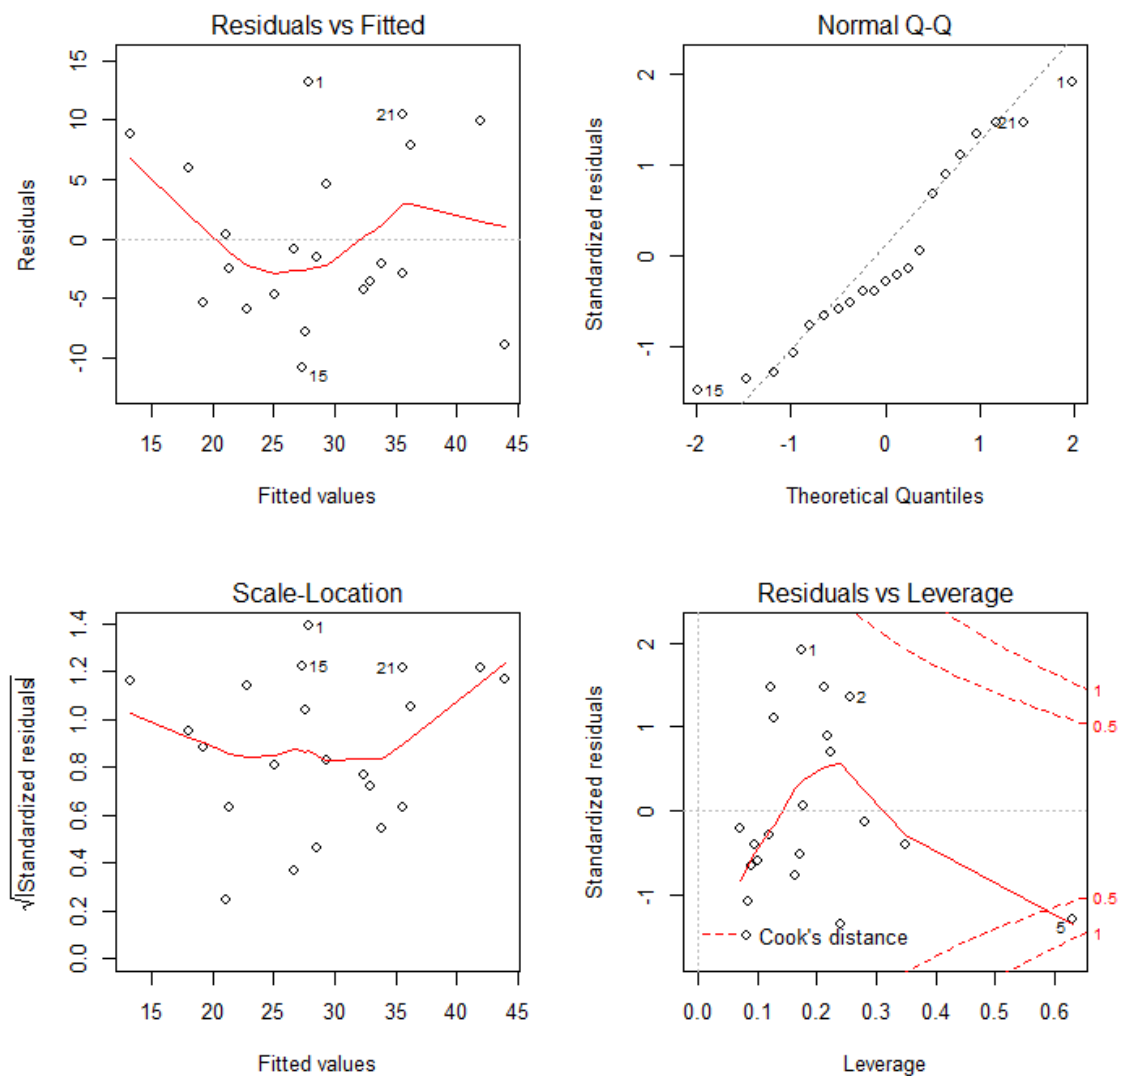 Residuals vs Fitted
Residuals
15
10
5
0
-5
-10
1
21
15
15 20 25 30 35 40 45
Fitted values
Normal Q-Q
Standardized residuals
2
1
0
-1
1
21
15
-2 -1 0 1 2
Theoretical Quantiles
Scale-Location
√|Standardized residuals|
1.4
1.2
1.0
0.8
0.6
0.4
0.2
0.0
1
15
21
15 20 25 30 35 40 45
Fitted values
Residuals vs Leverage
Standardized residuals
2
1
0
-1
1
2
5
1
0.5
0.5
1
Cook's distance
0.0 0.1 0.2 0.3 0.4 0.5 0.6
Leverage